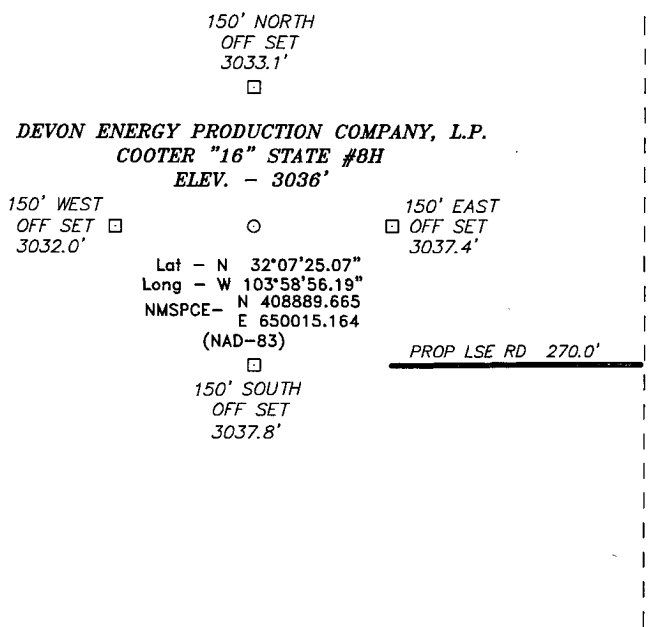 150' NORTH
OFF SET
3033.1'
DEVON ENERGY PRODUCTION COMPANY, L.P.
COOTER "16" STATE #8H
ELEV. - 3036'
150' WEST
OFF SET
3032.0'
150' EAST
OFF SET
3037.4'
Lat - N 32°07'25.07"
Long - W 103°58'56.19"
NMSPCE- N 408889.665
E 650015.164
(NAD-83)
PROP LSE RD 270.0'
150' SOUTH
OFF SET
3037.8'